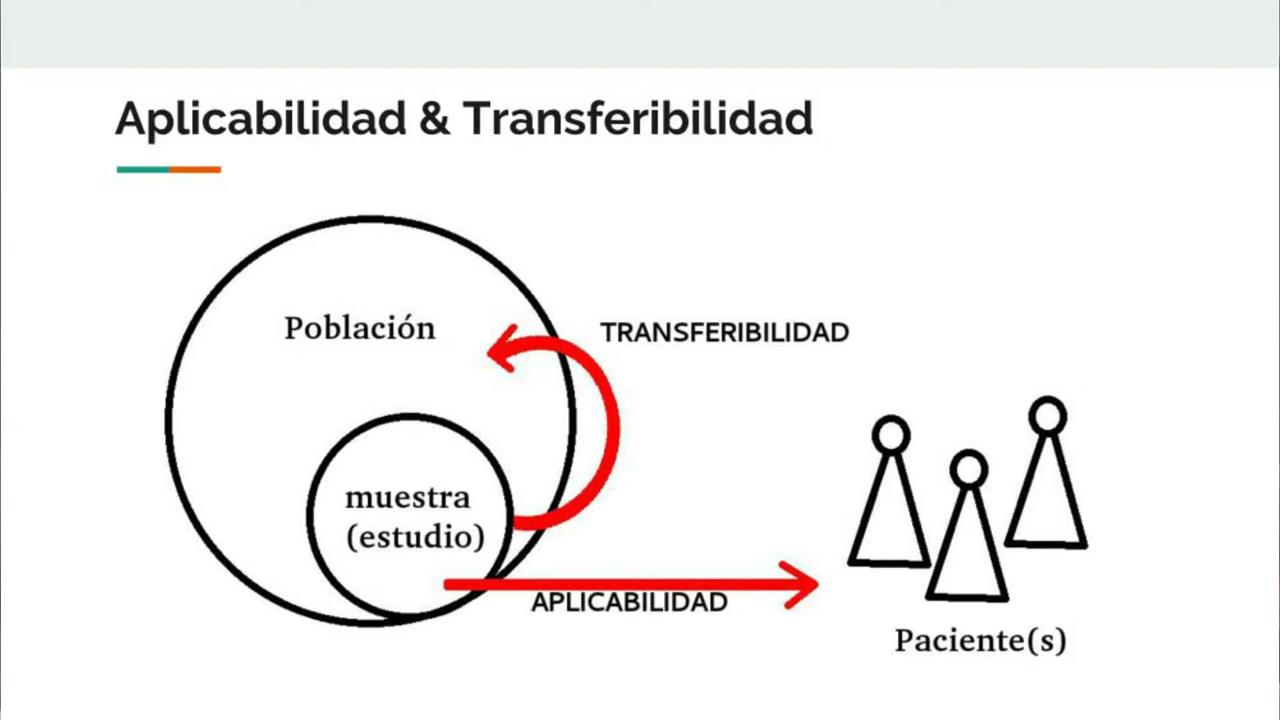 Aplicabilidad & Transferibilidad
Población
TRANSFERIBILIDAD
muestra
(estudio)
APLICABILIDAD
Paciente(s)